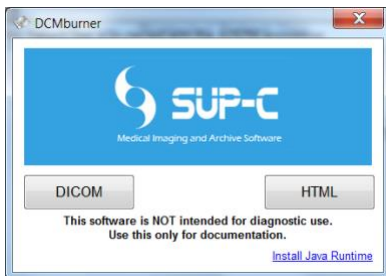 DCMburner
SUP-C
Medical Imaging and Archive Software
DICOM
HTML
This software is NOT intended for diagnostic use.
Use this only for documentation.
Install Java Runtime